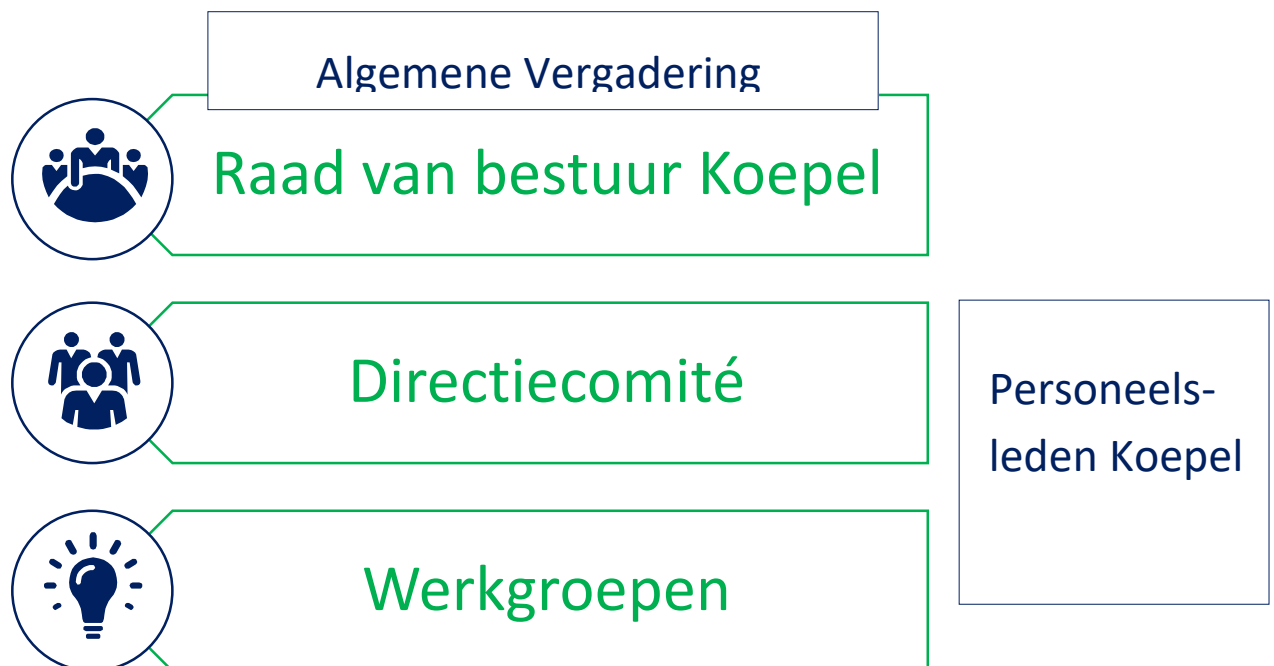 Algemene Vergadering
Raad van bestuur Koepel
Directiecomité
Personeels-
leden Koepel
Werkgroepen